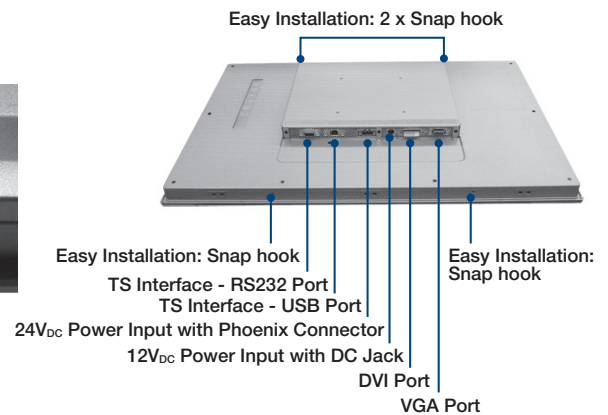 Easy Installation: 2 x Snap hook
Easy Installation: Snap hook
Easy Installation:
Snap hook
TS Interface - RS232 Port
TS Interface - USB Port
24VDC Power Input with Phoenix Connector
12VDC Power Input with DC Jack
DVI Port
VGA Port